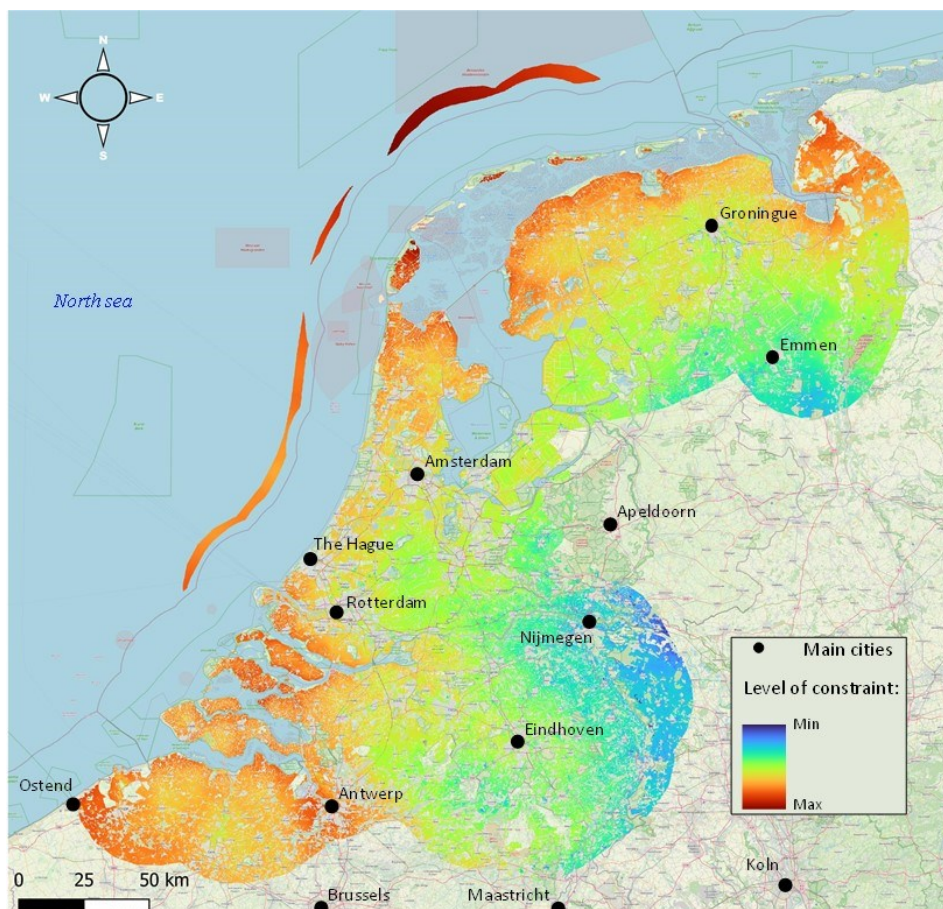 N
W
E
S
North sea
Groningue
Emmen
Amsterdam
Apeldoorn
The Hague
Rotterdam
Nijmegen
Main cities
Level of constraint:
Min
Max
Eindhoven
Ostend
Antwerp
Koln
0 25 50 km
Brussels
Maastricht